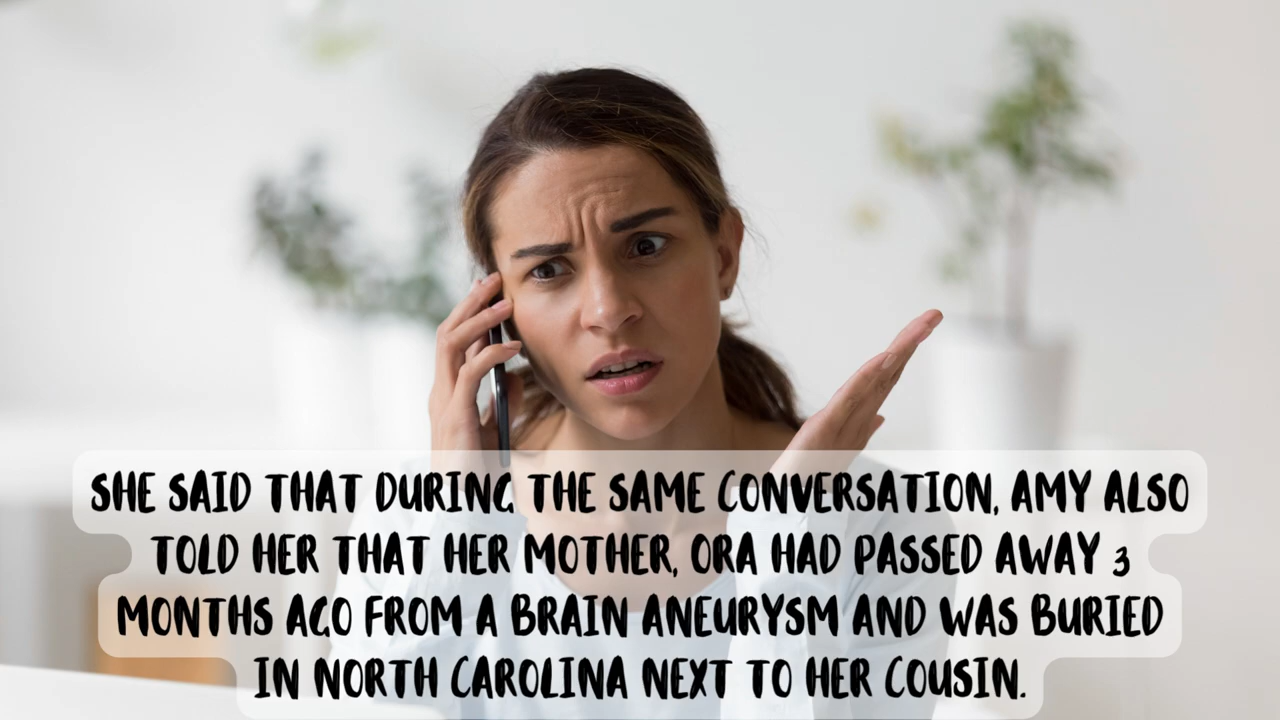 SHE SAID THAT DURING THE SAME CONVERSATION, AMY ALSO
TOLD HER THAT HER MOTHER, ORA HAD PASSED AWAY 3
MONTHS AGO FROM A BRAIN ANEURYSM AND WAS BURIED
IN NORTH CAROLINA NEXT TO HER COUSIN.